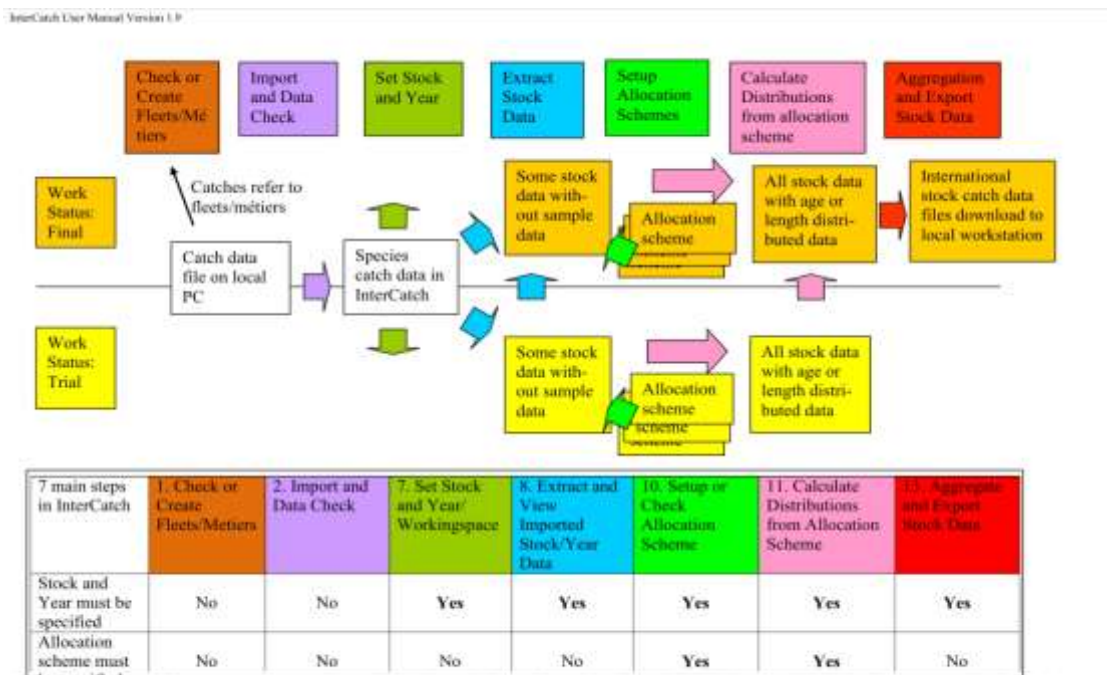 InterCatch User Manual Version 1.9
Check or
Create
Fleets/Mé
tiers
Import
and Data
Check
Set Stock
and Year
Extract
Stock
Data
Setup
Allocation
Schemes
Calculate
Distributions
from allocation
scheme
Aggregation
and Export
Stock Data
Work
Status:
Final
Catches refer to
fleets/métiers
Catch data
file on local
PC
Species
catch data in
InterCatch
Some stock
data with-
out sample
data
Allocation
scheme
scheme
All stock data
with age or
length distri-
buted data
International
stock catch data
files download to
local workstation
Work
Status:
Trial
Some stock
data with-
out sample
data
Allocation
scheme
scheme
scheme
All stock data
with age or
length distri-
buted data
7 main steps
in InterCatch
1. Check or
Create
Fleets/Metiers
2. Import and
Data Check
7. Set Stock
and Year/
Workingspace
8. Extract and
View
Imported
Stock/Year
Data
10. Setup or
Check
Allocation
Scheme
11. Calculate
Distributions
from Allocation
Scheme
Aggregate
and Export
Stock Data
Stock and
Year must be
specified
No
No
Yes
Yes
Yes
Yes
Yes
Allocation
scheme must
No
No
No
No
Yes
Yes
No